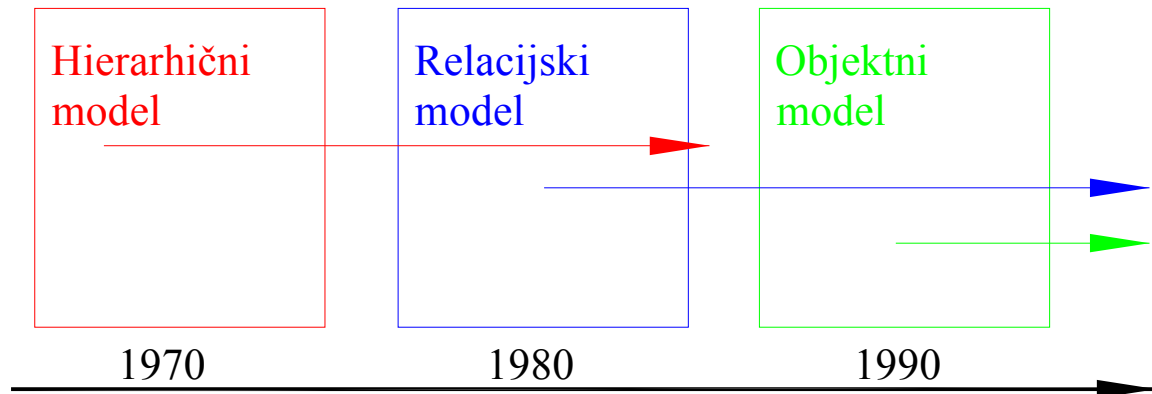 Hierarhični
model
Relacijski
model
Objektni
model
1970
1980
1990